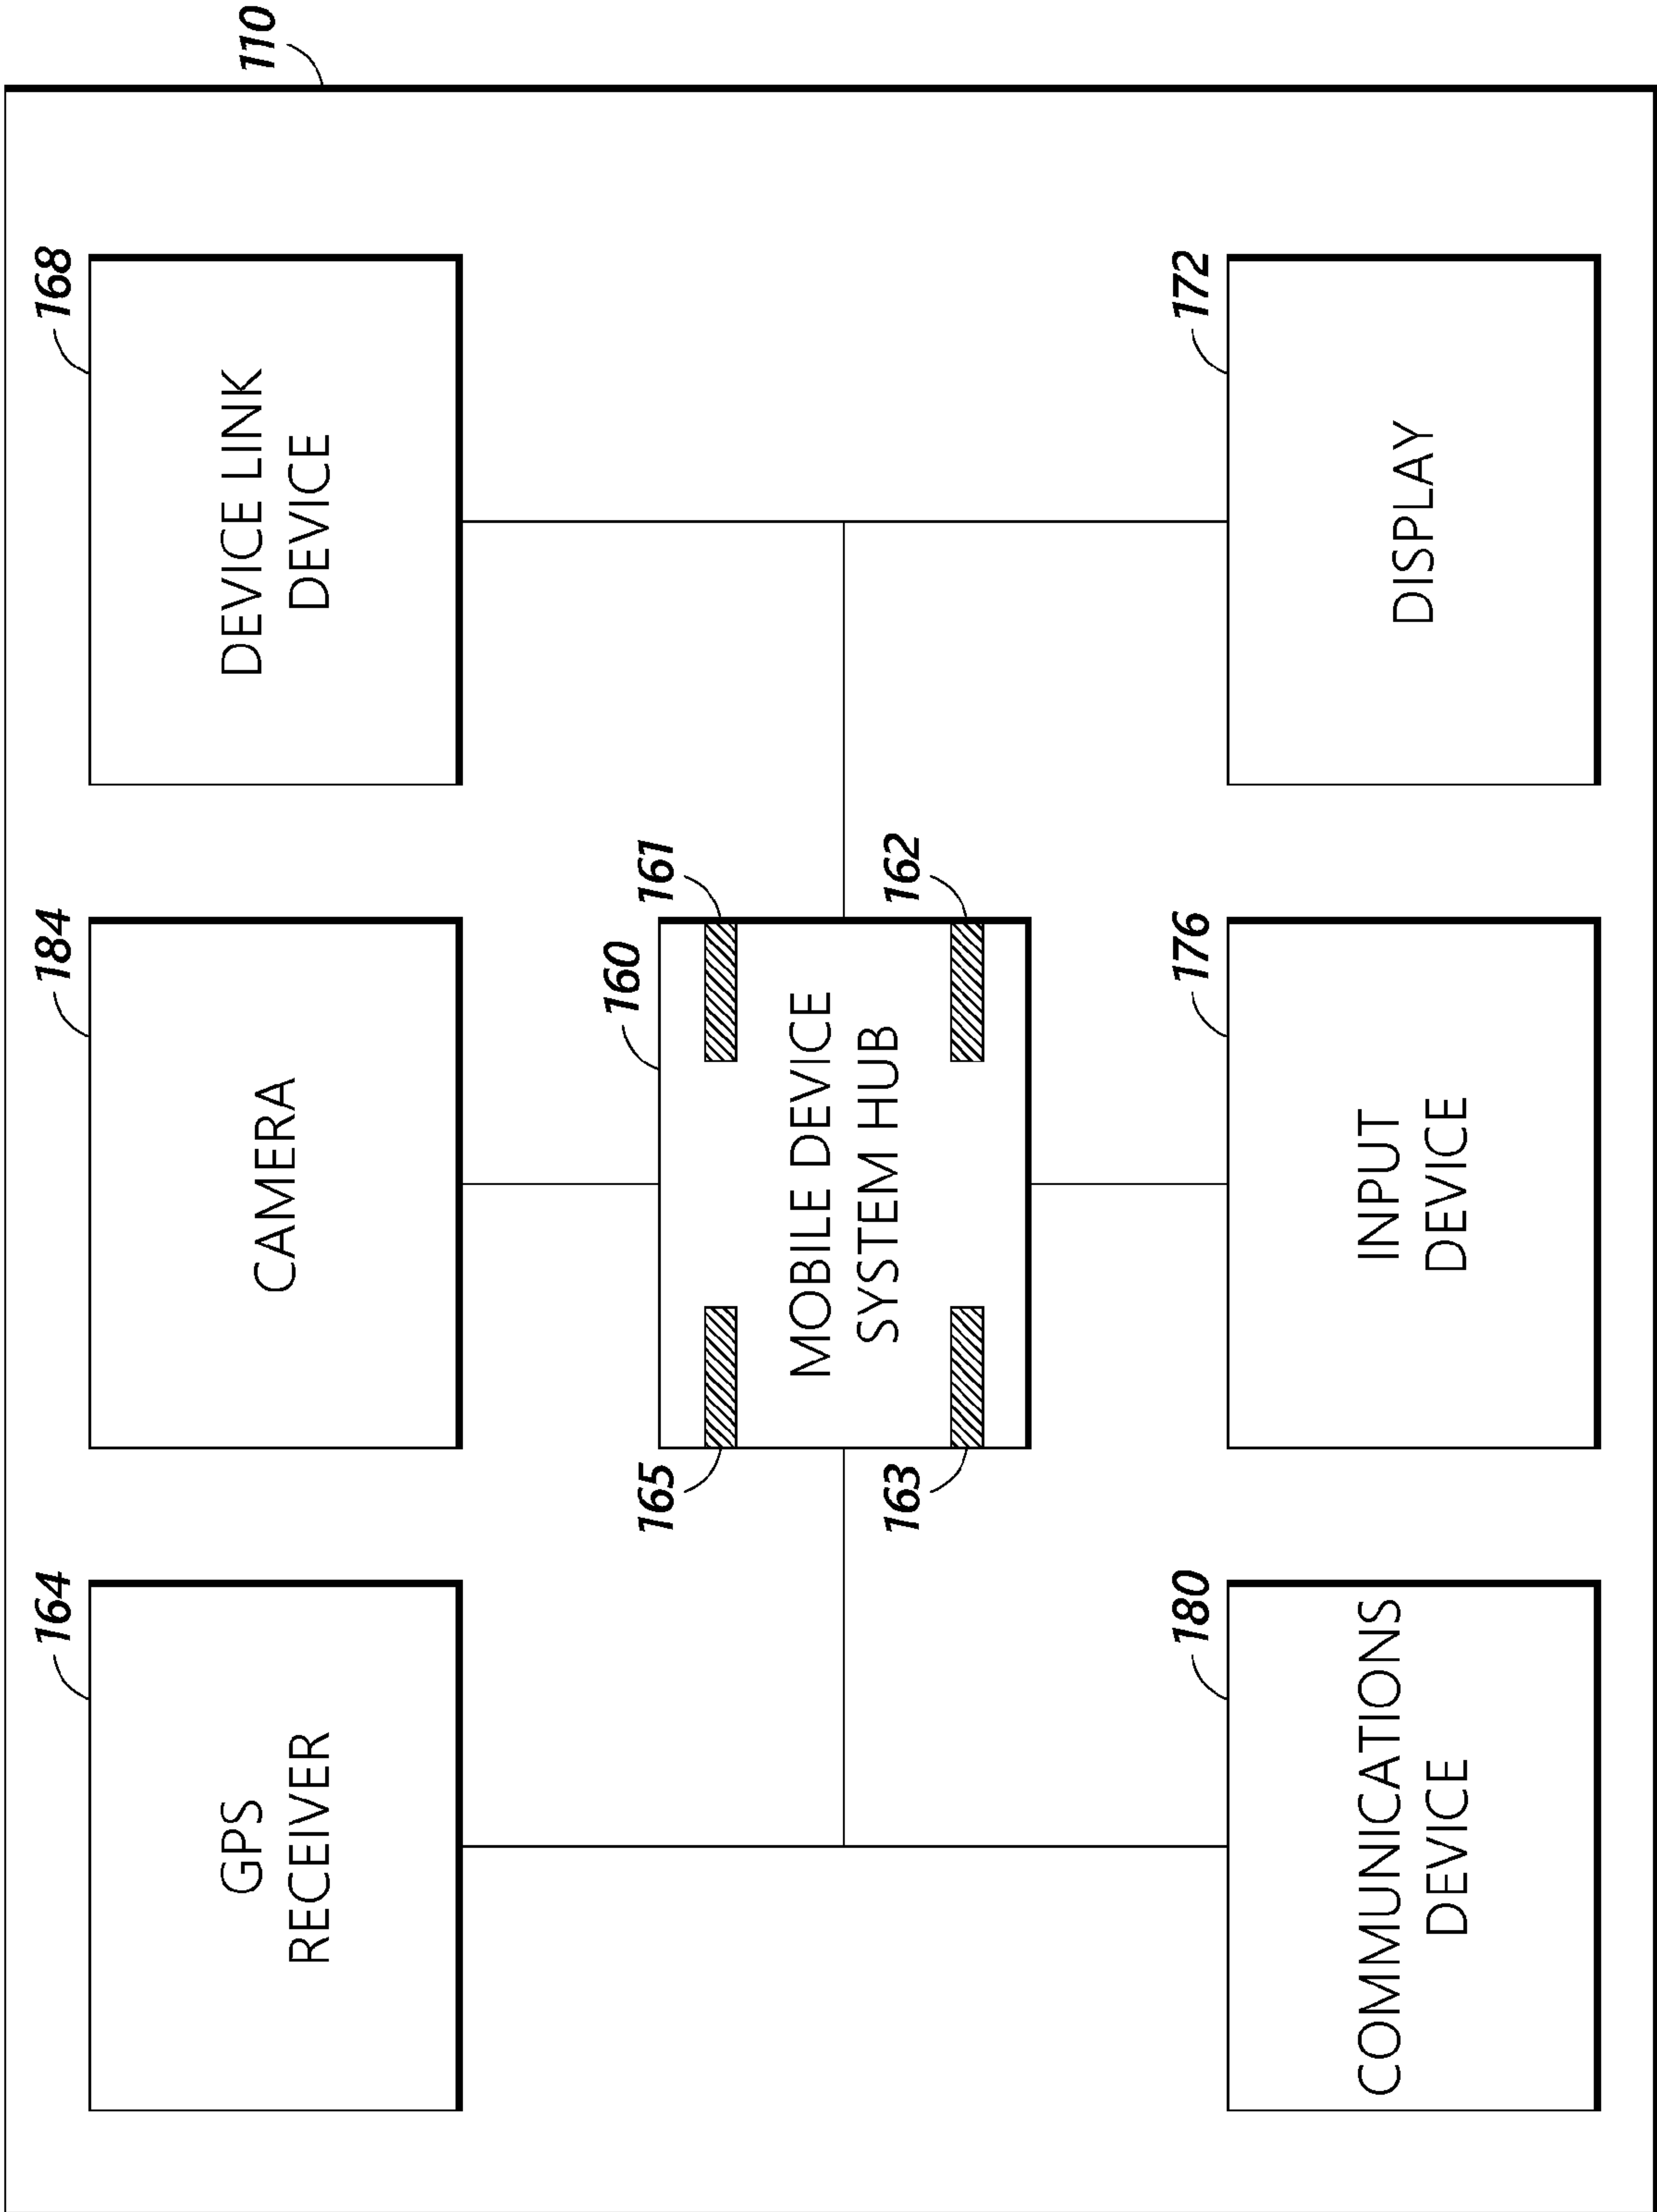 110
164
GPS
RECEIVER
184
CAMERA
168
DEVICE LINK
DEVICE
160
165
161
MOBILE DEVICE
SYSTEM HUB
163
162
180
COMMUNICATIONS
DEVICE
176
INPUT
DEVICE
172
DISPLAY